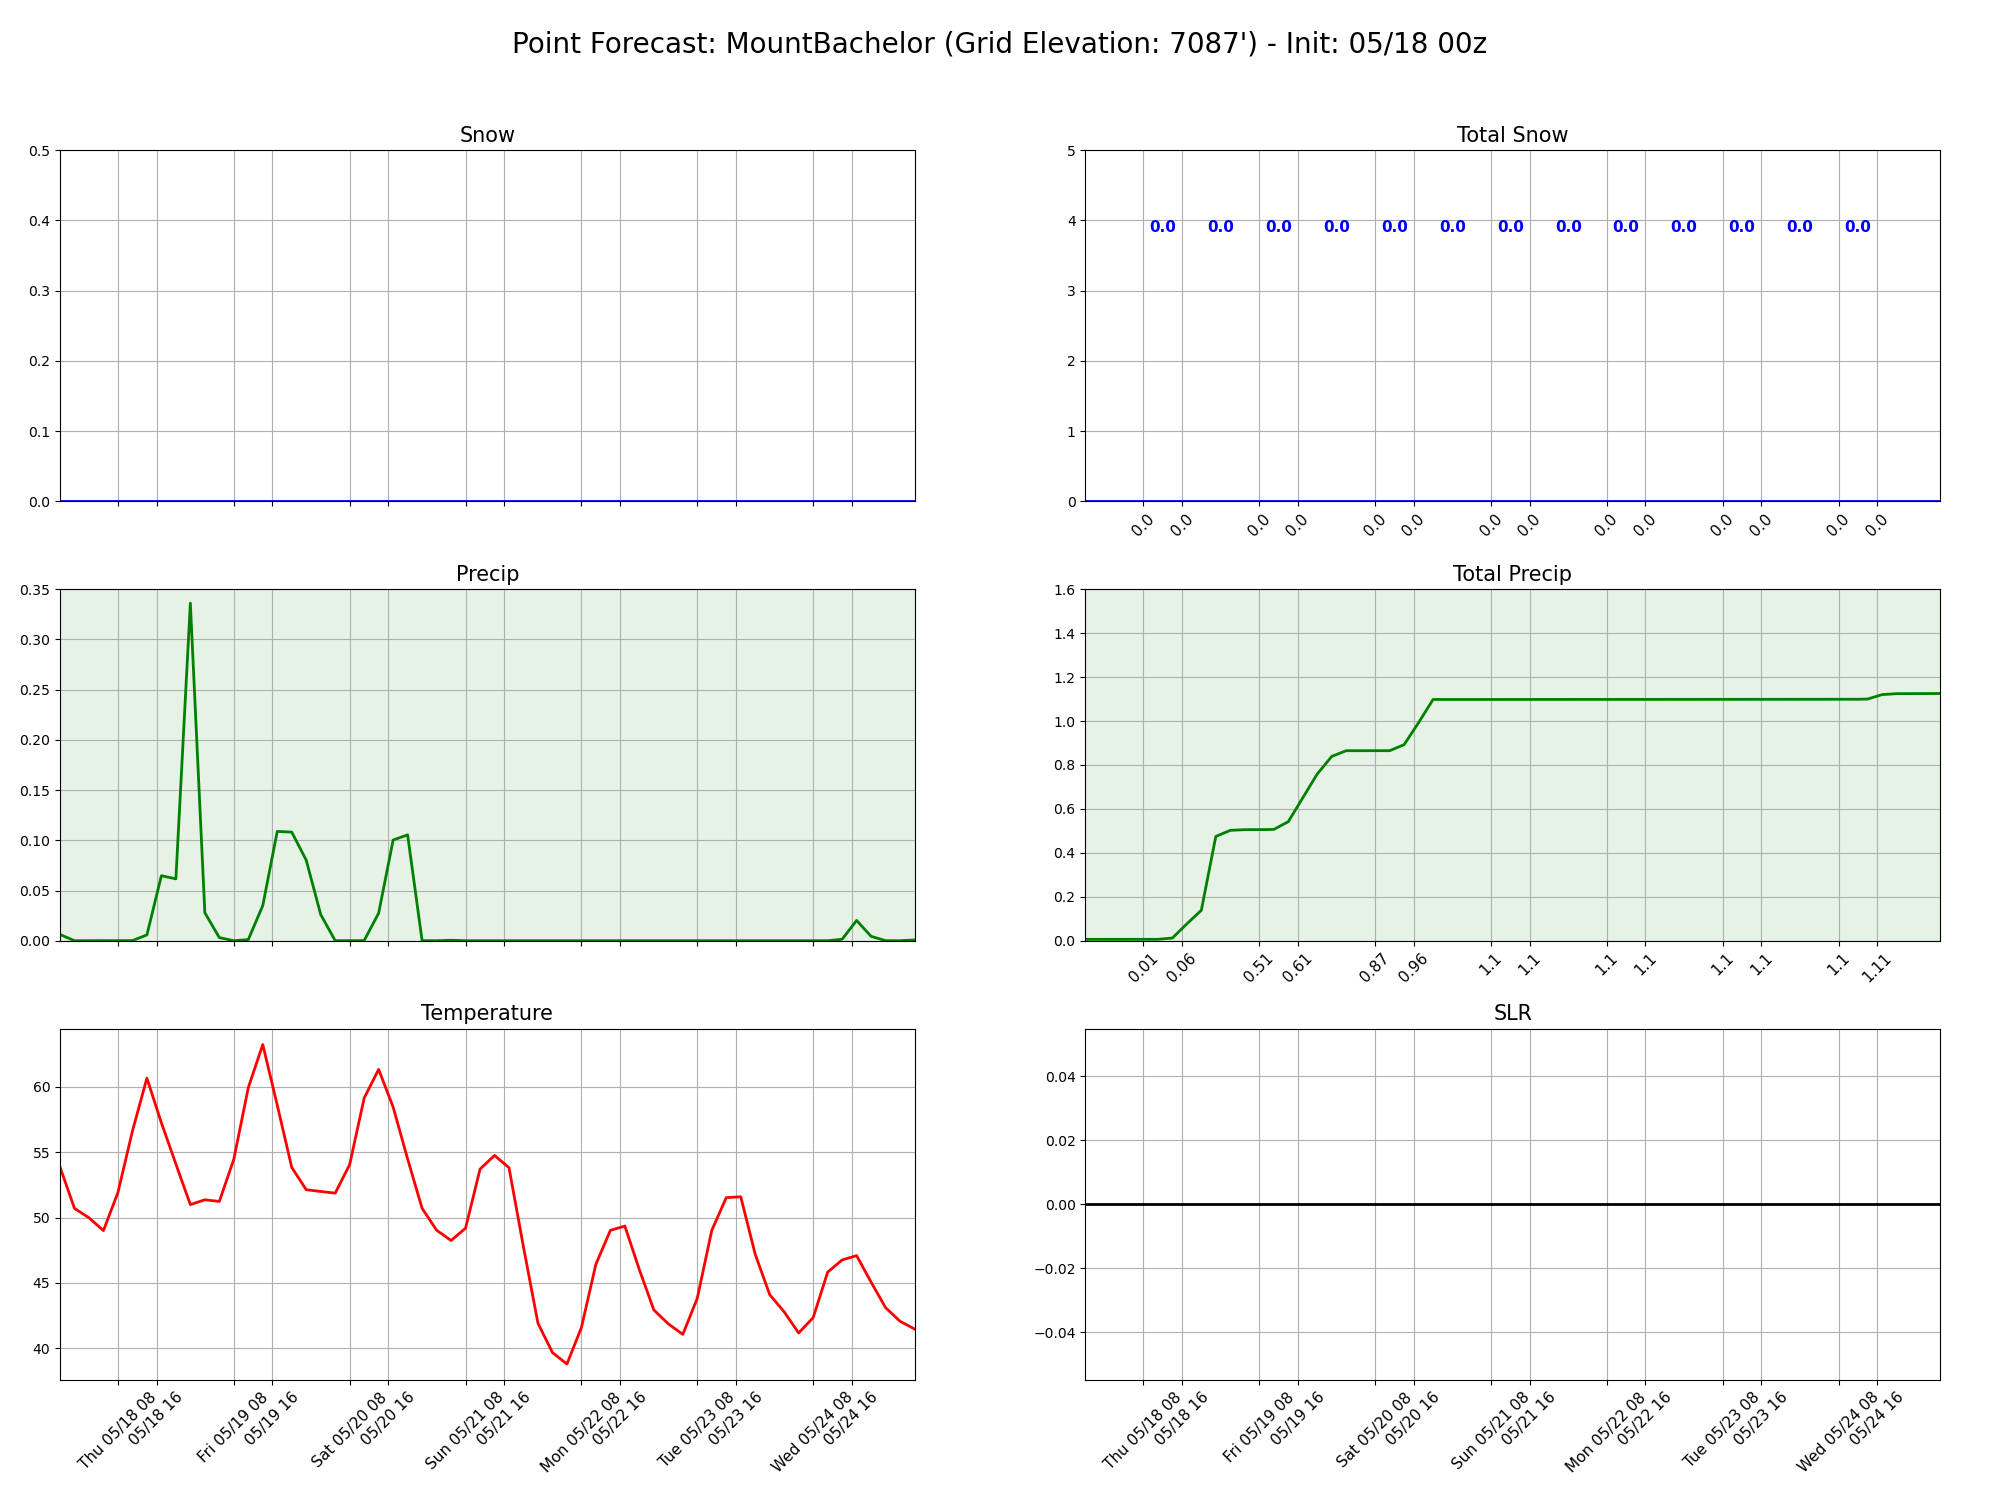 Point Forecast: MountBachelor (Grid Elevation: 7087') - Init: 05/18 00z
Snow
0.5
0.4
0.3
0.2
0.1
0.0
Total Snow
5
4
3
2
1
0
0.0 0.0 0.0 0.0 0.0 0.0 0.0 0.0 0.0 0.0 0.0 0.0 0.0
0.0 0.0 0.0 0.0 0.0 0.0 0.0 0.0 0.0 0.0 0.0 0.0 0.0 0.0
Precip
0.35
0.30
0.25
0.20
0.15
0.10
0.05
0.00
Total Precip
1.6
1.4
1.2
1.0
0.8
0.6
0.4
0.2
0.0
0.01 0.06 0.51 0.61 0.87 0.96 1.1 1.1 1.1 1.1 1.1 1.1 1.1 1.11
Temperature
60
55
50
45
40
Thu 05/18 08
05/18 16
Fri 05/19 08
05/19 16
Sat 05/20 08
05/20 16
Sun 05/21 08
05/21 16
Mon 05/22 08
05/22 16
Tue 05/23 08
05/23 16
Wed 05/24 08
05/24 16
SLR
0.04
0.02
0.00
−0.02
−0.04
Thu 05/18 08
05/18 16
Fri 05/19 08
05/19 16
Sat 05/20 08
05/20 16
Sun 05/21 08
05/21 16
Mon 05/22 08
05/22 16
Tue 05/23 08
05/23 16
Wed 05/24 08
05/24 16